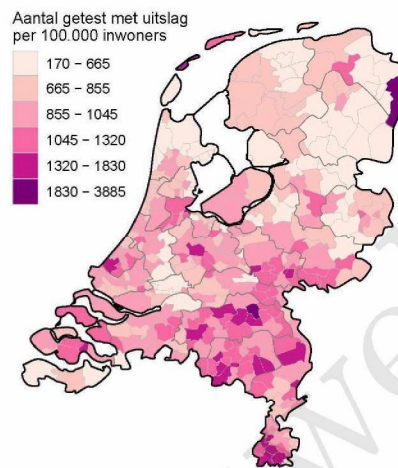 Aantal getest met uitslag
per 100.000 inwoners
170 – 665
665 – 855
855 – 1045
1045 – 1320
1320 – 1830
1830 – 3885